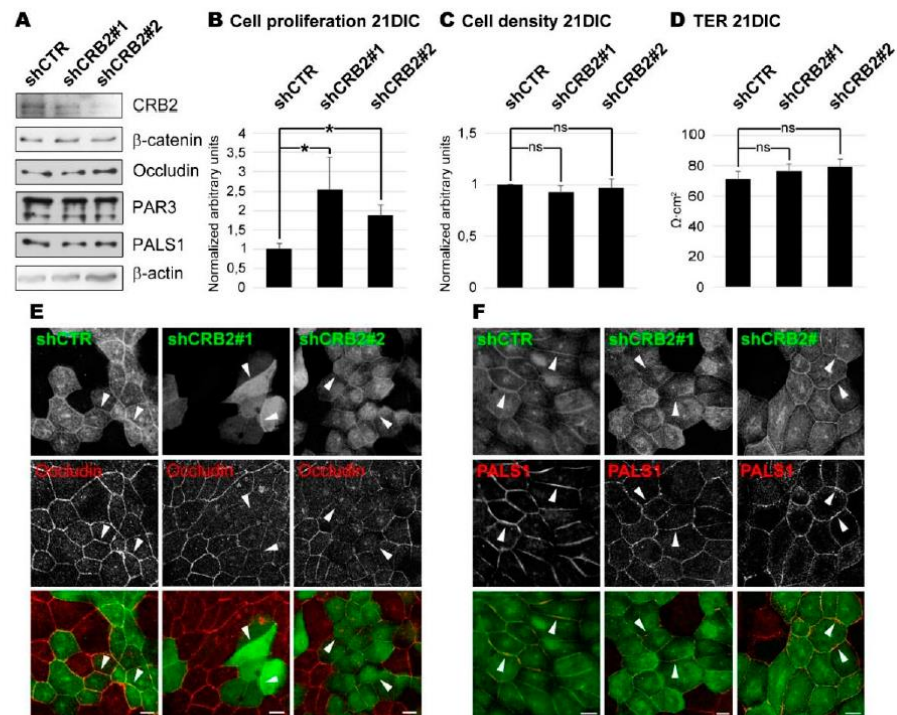 A
shCTR
shCRB2#1
shCRB2#2
CRB2
β-catenin
Occludin
PAR3
PALS1
β-actin
B Cell proliferation 21DIC
shCTR
shCRB2#1
shCRB2#2
Normalized arbitrary units
4
3,5
3
2,5
2
1,5
1
0,5
0
*
*
C Cell density 21DIC
shCTR
shCRB2#1
shCRB2#2
Normalized arbitrary units
1,5
1
0,5
0
ns
ns
D TER 21DIC
shCTR
shCRB2#1
shCRB2#2
Ω·cm²
100
80
60
40
20
0
ns
ns
E
shCTR shCRB2#1 shCRB2#2
Occludin Occludin Occludin
F
shCTR shCRB2#1 shCRB2#
PALS1 PALS1 PALS1